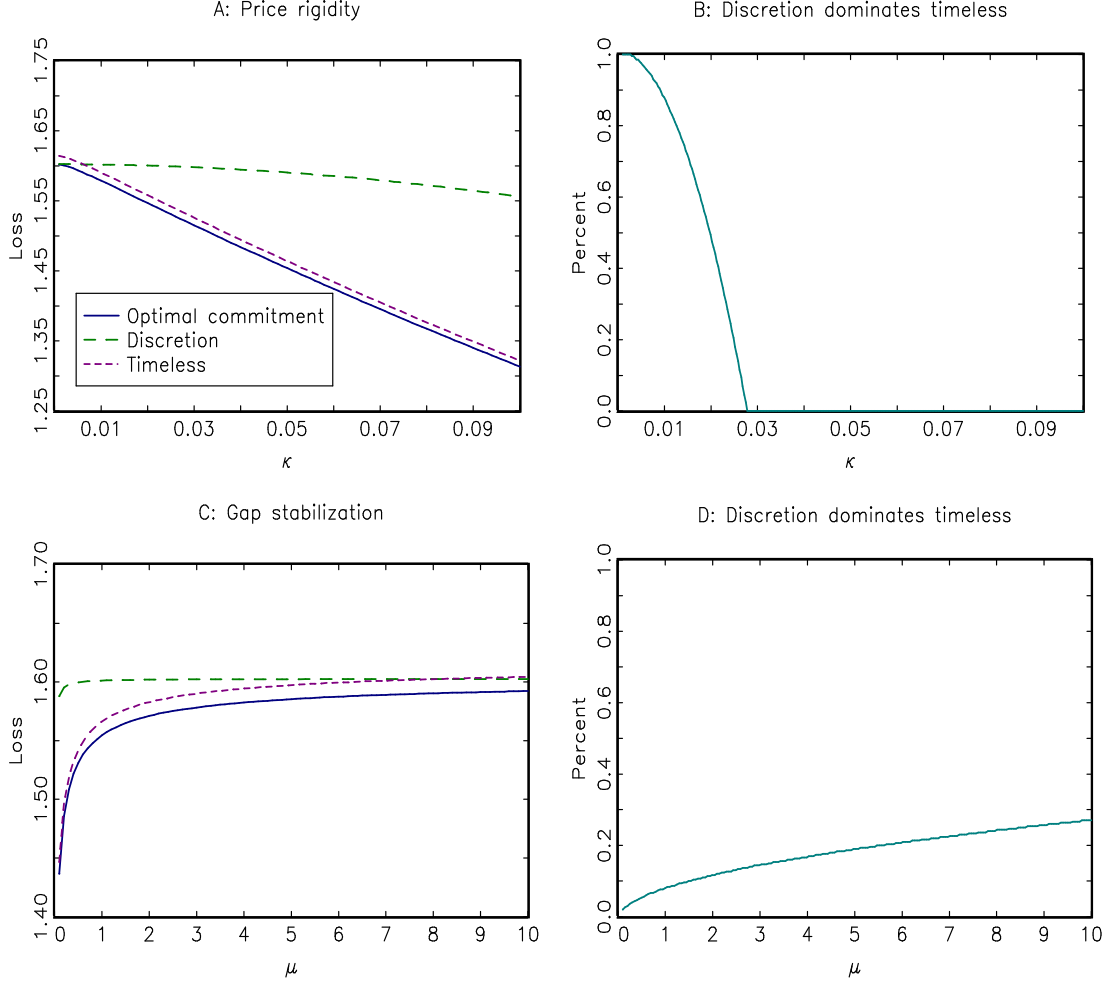 A: Price rigidity
Loss
1.75
1.65
1.55
1.45
1.35
1.25
Optimal commitment
Discretion
Timeless
0.01 0.03 0.05 0.07 0.09
κ
B: Discretion dominates timeless
Percent
1.0
0.8
0.6
0.4
0.2
0.0
0.01 0.03 0.05 0.07 0.09
κ
C: Gap stabilization
Loss
1.70
1.60
1.50
1.40
0 1 2 3 4 5 6 7 8 9 10
μ
D: Discretion dominates timeless
Percent
1.0
0.8
0.6
0.4
0.2
0.0
0 1 2 3 4 5 6 7 8 9 10
μ